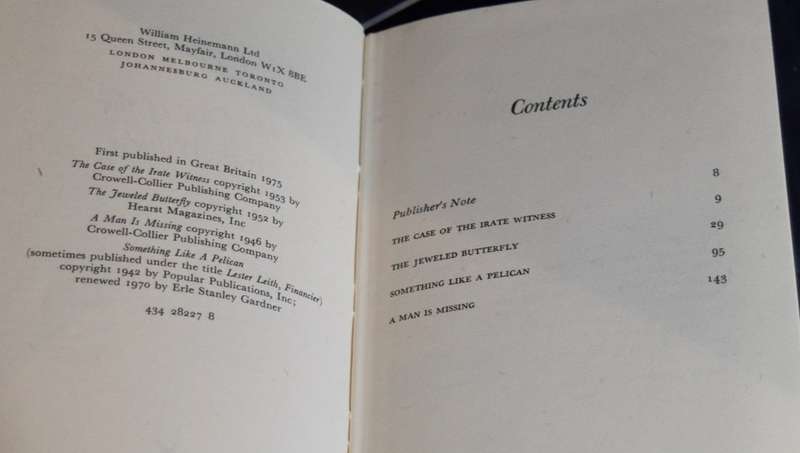 William Heinemann Ltd
15 Queen Street, Mayfair, London W1X 8BE
LONDON MELBOURNE TORONTO
JOHANNESBURG AUCKLAND
First published in Great Britain 1975
The Case of the Irate Witness copyright 1953 by
Crowell-Collier Publishing Company
The Jeweled Butterfly copyright 1952 by
Hearst Magazines, Inc
A Man Is Missing copyright 1946 by
Crowell-Collier Publishing Company
Something Like A Pelican
(sometimes published under the title Lester Leith, Financier)
copyright 1942 by Popular Publications, Inc;
renewed 1970 by Erle Stanley Gardner
434 28227 8
Contents
Publisher's Note 8
THE CASE OF THE IRATE WITNESS 9
THE JEWELED BUTTERFLY 29
SOMETHING LIKE A PELICAN 95
A MAN IS MISSING 143